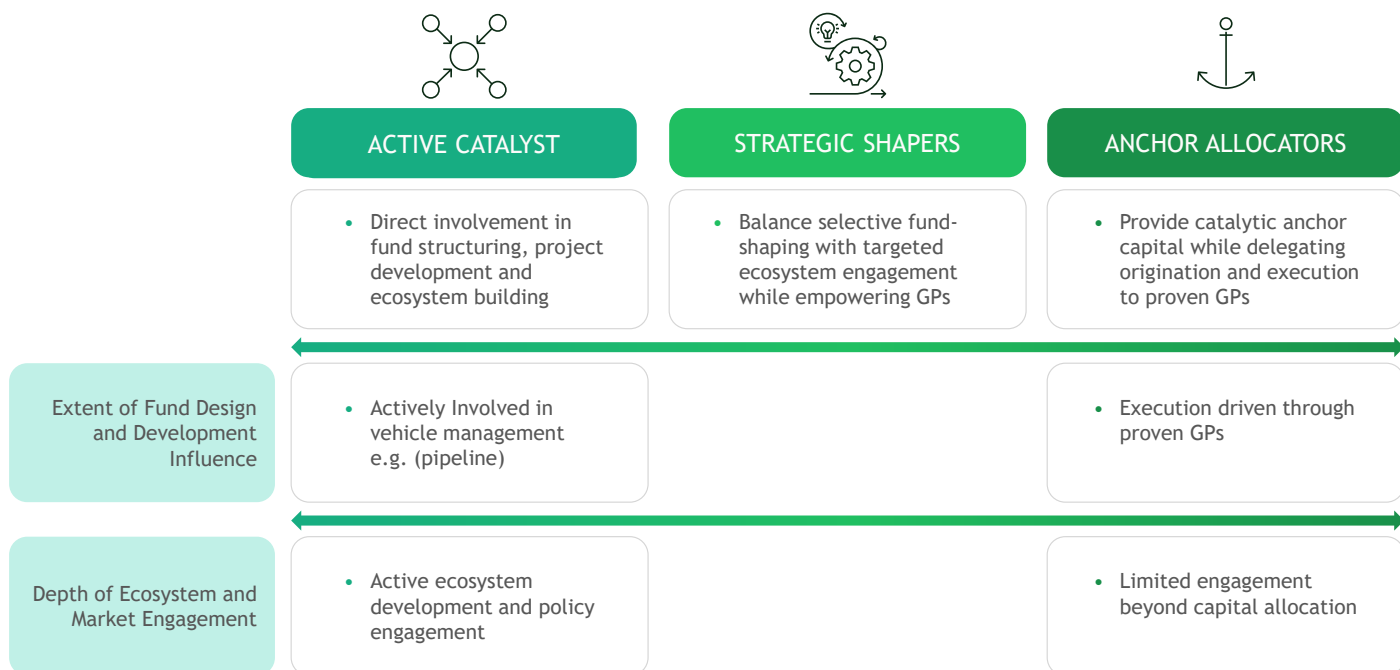 ACTIVE CATALYST
STRATEGIC SHAPERS
ANCHOR ALLOCATORS
• Direct involvement in
fund structuring, project
development and
ecosystem building
• Balance selective fund-
shaping with targeted
ecosystem engagement
while empowering GPs
• Provide catalytic anchor
capital while delegating
origination and execution
to proven GPs
Extent of Fund Design
and Development
Influence
• Actively Involved in
vehicle management
e.g. (pipeline)
• Execution driven through
proven GPs
Depth of Ecosystem and
Market Engagement
• Active ecosystem
development and policy
engagement
• Limited engagement
beyond capital allocation